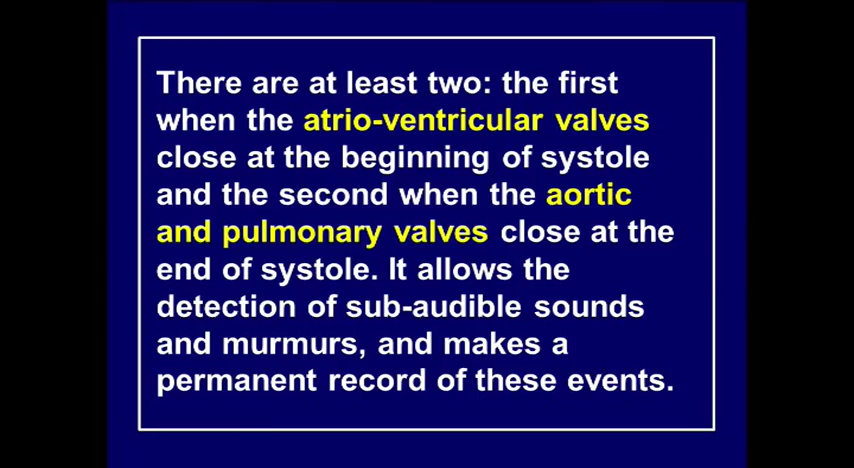 There are at least two: the first
when the atrio-ventricular valves
close at the beginning of systole
and the second when the aortic
and pulmonary valves close at the
end of systole. It allows the
detection of sub-audible sounds
and murmurs, and makes a
permanent record of these events.